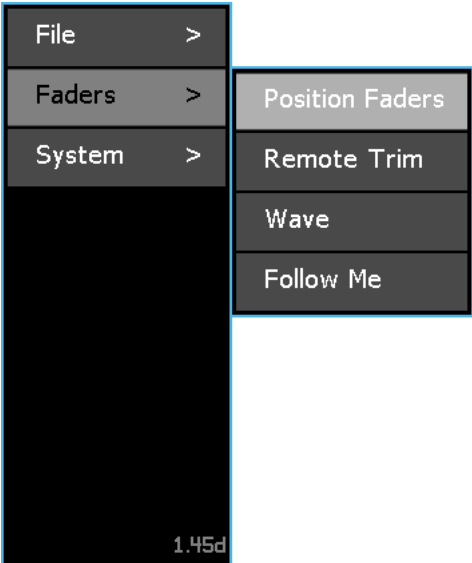 File >
Faders >
System >
Position Faders
Remote Trim
Wave
Follow Me
1.45d